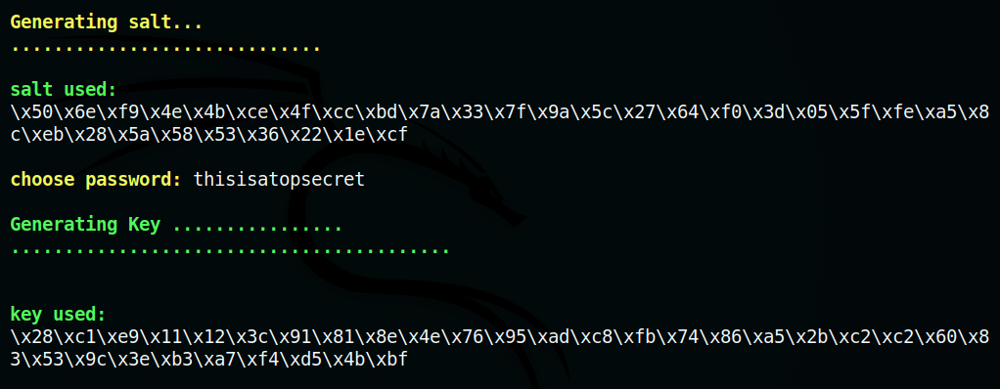 Generating salt...
.............................
salt used:
\x50\x6e\xf9\x4e\x4b\xce\x4f\xcc\xbd\x7a\x33\x7f\x9a\x5c\x27\x64\xf0\x3d\x05\x5f\xfe\xa5\x8
c\xeb\x28\x5a\x58\x53\x36\x22\x1e\xcf
choose password: thisisatopsecret
Generating Key ................
.........................................
key used:
\x28\xc1\xe9\x11\x12\x3c\x91\x81\x8e\x4e\x76\x95\xad\xc8\xfb\x74\x86\xa5\x2b\xc2\xc2\x60\x8
3\x53\x9c\x3e\xb3\xa7\xf4\xd5\x4b\xbf